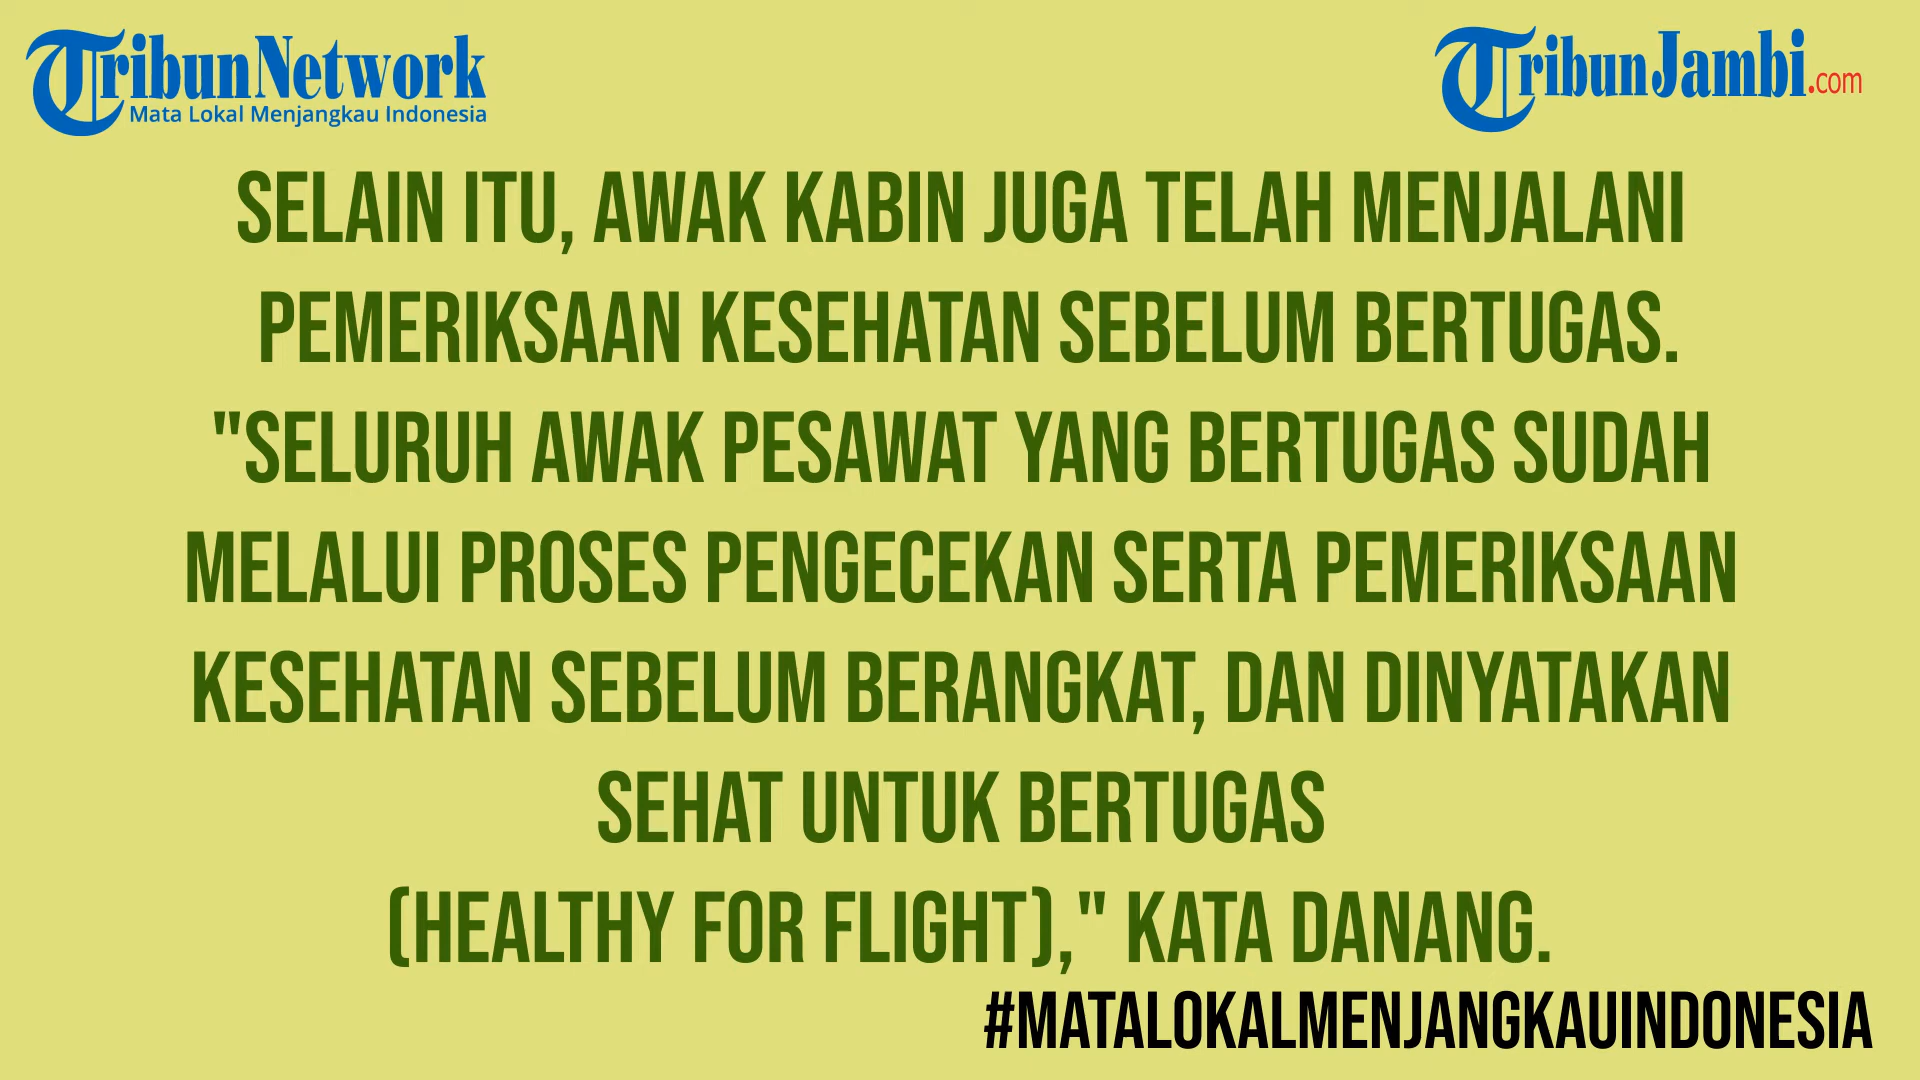 TribunNetwork
Mata Lokal Menjangkau Indonesia
TribunJambi.com
SELAIN ITU, AWAK KABIN JUGA TELAH MENJALANI
PEMERIKSAAN KESEHATAN SEBELUM BERTUGAS.
"SELURUH AWAK PESAWAT YANG BERTUGAS SUDAH
MELALUI PROSES PENGECEKAN SERTA PEMERIKSAAN
KESEHATAN SEBELUM BERANGKAT, DAN DINYATAKAN
SEHAT UNTUK BERTUGAS
(HEALTHY FOR FLIGHT)," KATA DANANG.
#MATALOKALMENJANGKAUINDONESIA